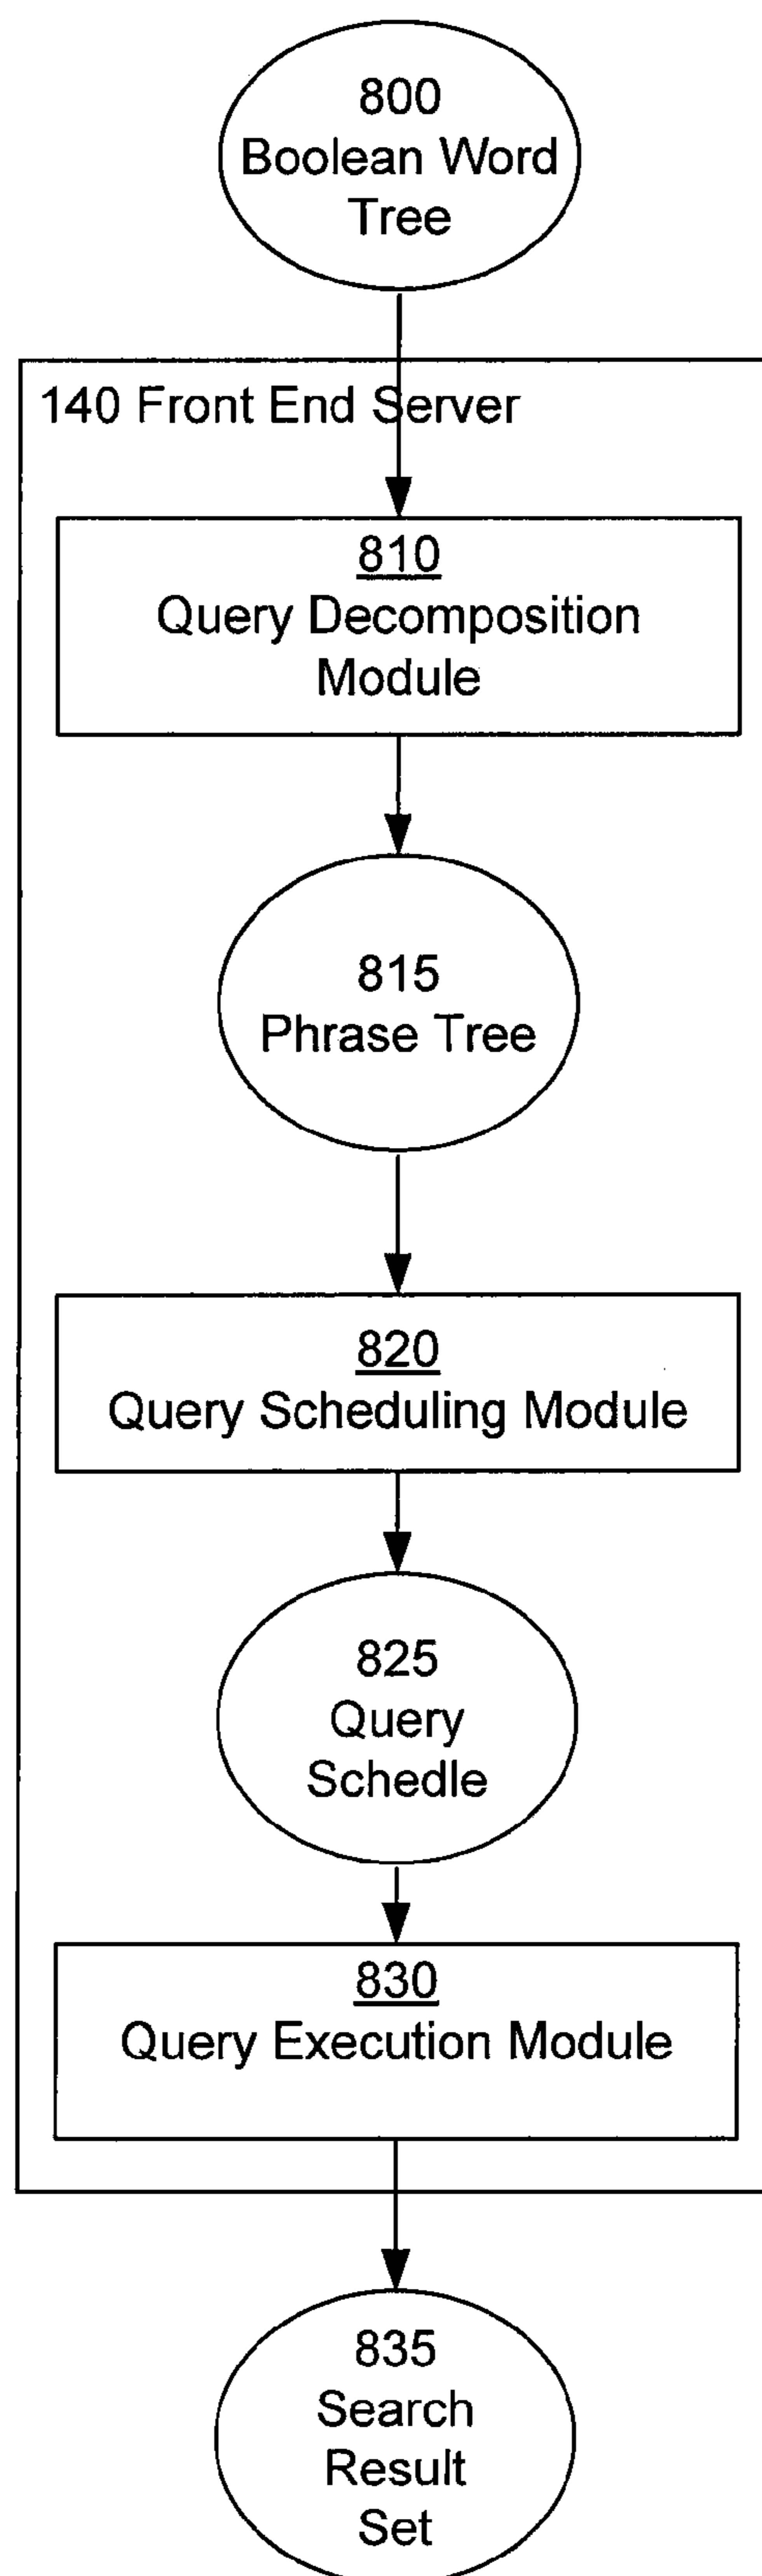 800
Boolean Word
Tree
140 Front End Server
810
Query Decomposition
Module
815
Phrase Tree
820
Query Scheduling Module
825
Query
Schedle
830
Query Execution Module
835
Search
Result
Set